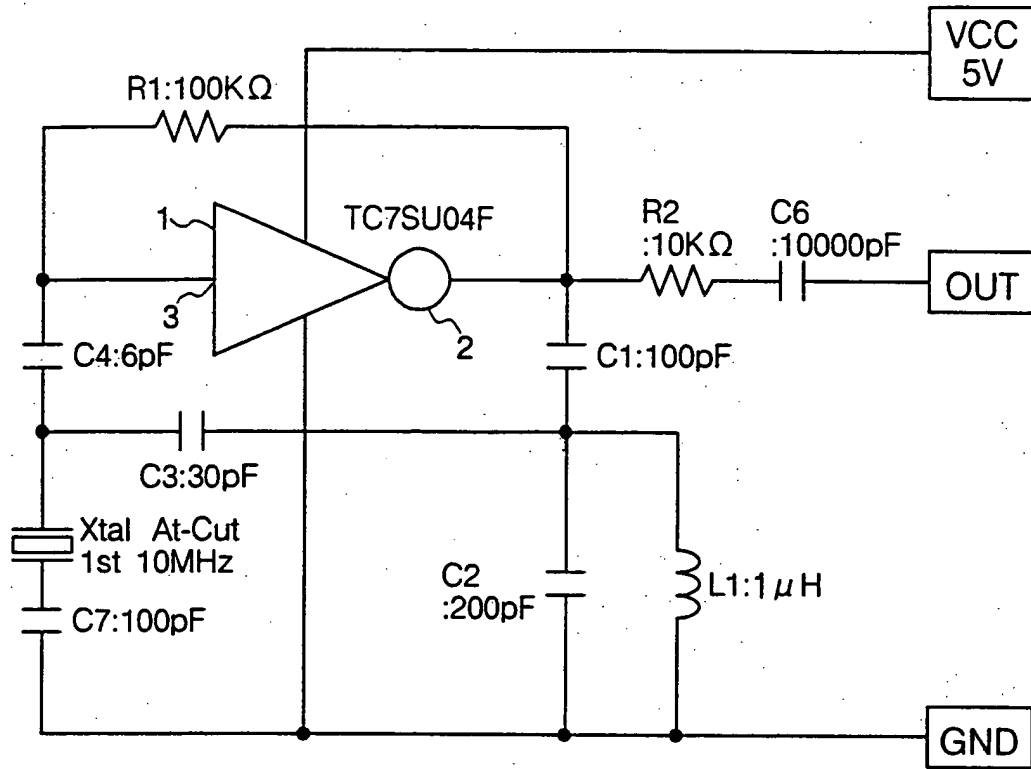 VCC
5V
R1:100KΩ
1
TC7SU04F
R2
:10KΩ
C6
:10000pF
OUT
3
2
C4:6pF
C1:100pF
C3:30pF
Xtal At-Cut
1st 10MHz
C2
:200pF
L1:1μH
C7:100pF
GND